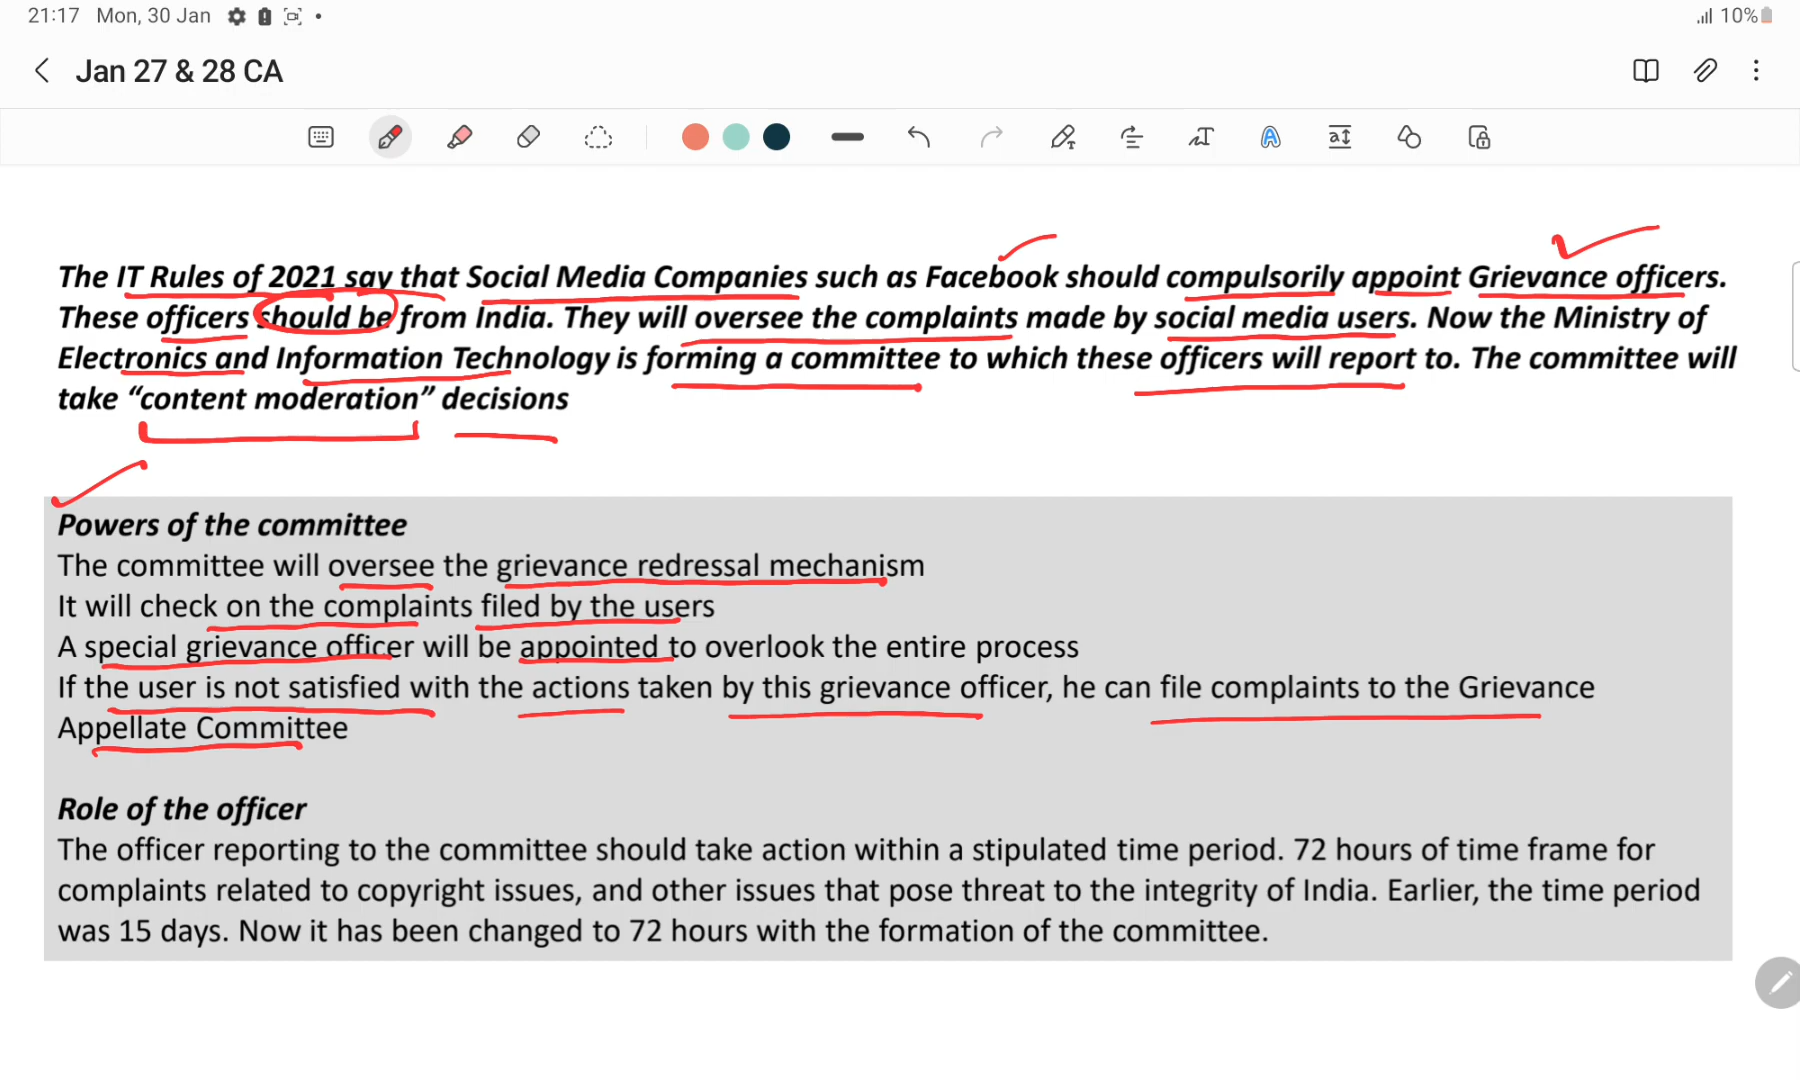 21:17 Mon, 30 Jan
10%
Jan 27 & 28 CA
The IT Rules of 2021 say that Social Media Companies such as Facebook should compulsorily appoint Grievance officers.
These officers should be from India. They will oversee the complaints made by social media users. Now the Ministry of
Electronics and Information Technology is forming a committee to which these officers will report to. The committee will
take “content moderation” decisions
Powers of the committee
The committee will oversee the grievance redressal mechanism
It will check on the complaints filed by the users
A special grievance officer will be appointed to overlook the entire process
If the user is not satisfied with the actions taken by this grievance officer, he can file complaints to the Grievance
Appellate Committee
Role of the officer
The officer reporting to the committee should take action within a stipulated time period. 72 hours of time frame for
complaints related to copyright issues, and other issues that pose threat to the integrity of India. Earlier, the time period
was 15 days. Now it has been changed to 72 hours with the formation of the committee.